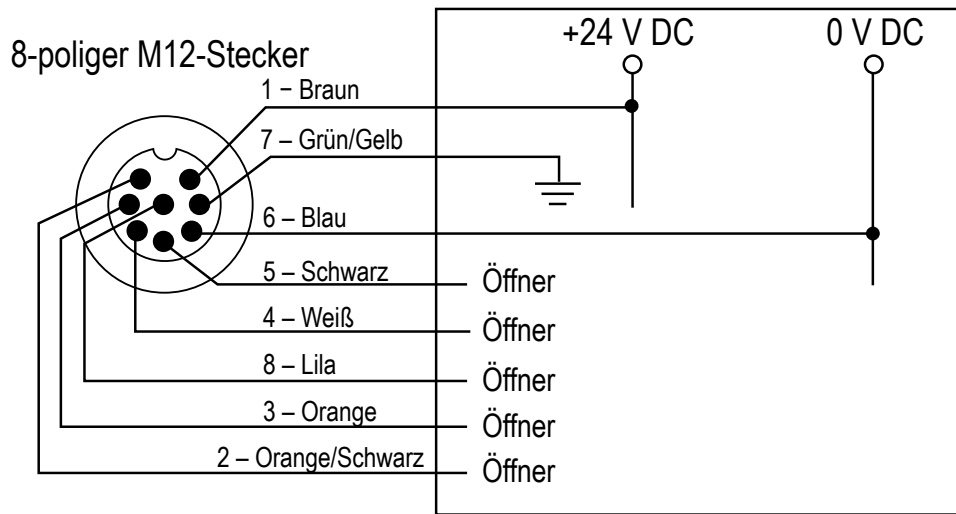 +24 V DC
0 V DC
8-poliger M12-Stecker
1 – Braun
7 – Grün/Gelb
6 – Blau
5 – Schwarz
Öffner
4 – Weiß
Öffner
8 – Lila
Öffner
3 – Orange
Öffner
2 – Orange/Schwarz
Öffner